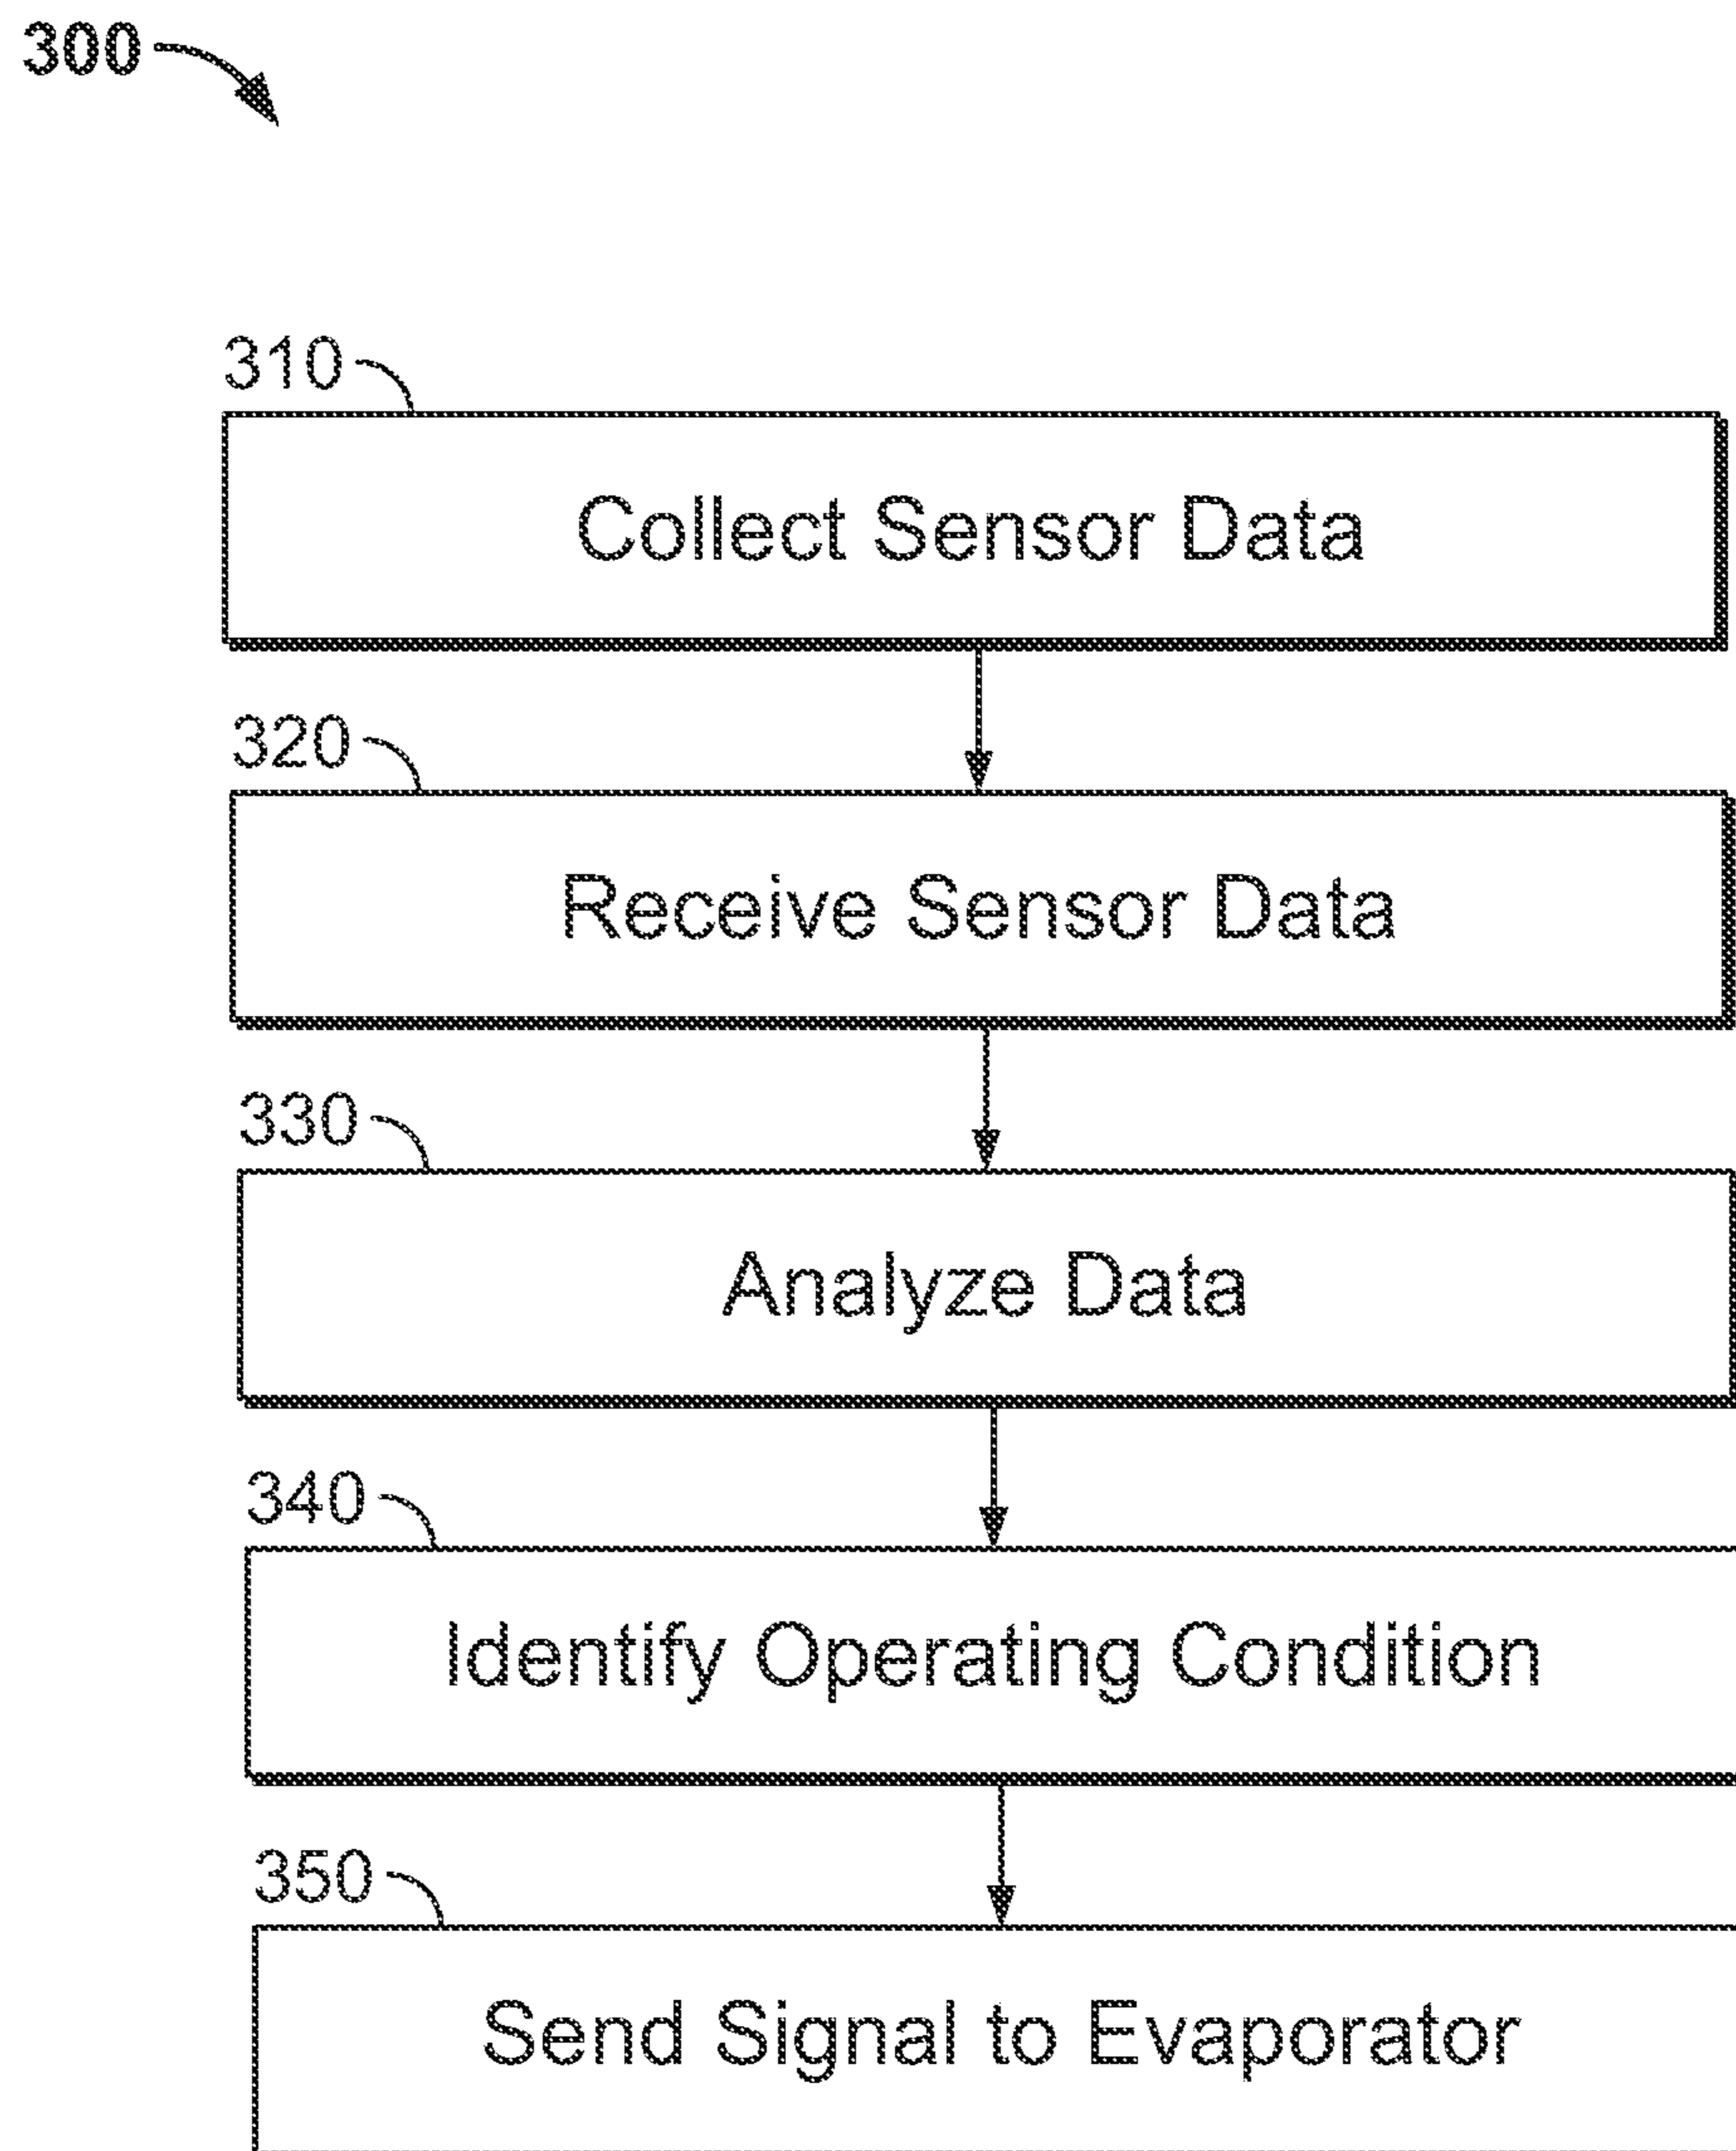 300
310
Collect Sensor Data
320
Receive Sensor Data
330
Analyze Data
340
Identify Operating Condition
350
Send Signal to Evaporator